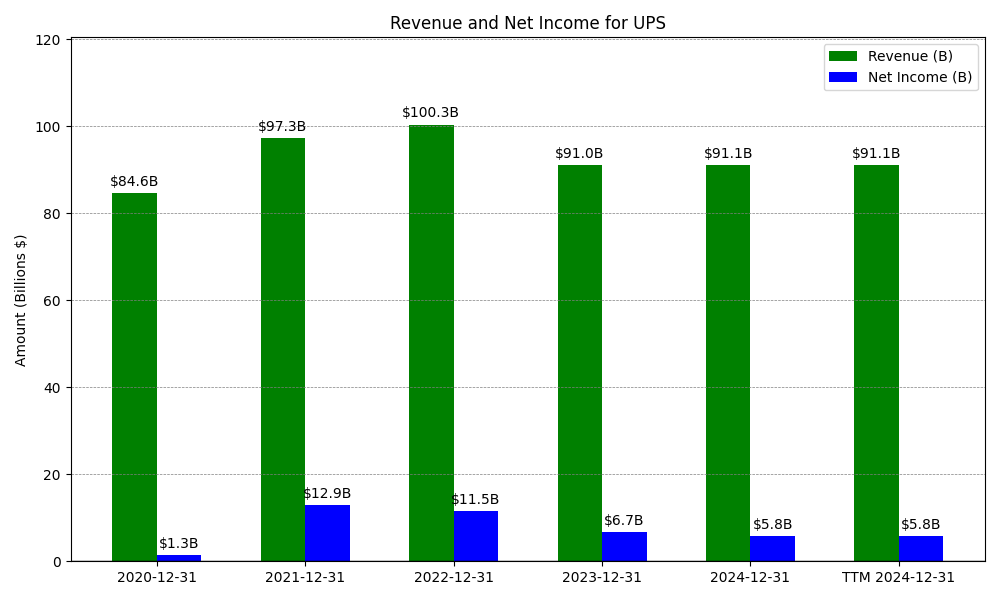 Revenue and Net Income for UPS
Revenue (B)
Net Income (B)
Amount (Billions $)
120
100
80
60
40
20
0
$84.6B
$97.3B
$100.3B
$91.0B
$91.1B
$91.1B
$1.3B
$12.9B
$11.5B
$6.7B
$5.8B
$5.8B
2020-12-31
2021-12-31
2022-12-31
2023-12-31
2024-12-31
TTM 2024-12-31